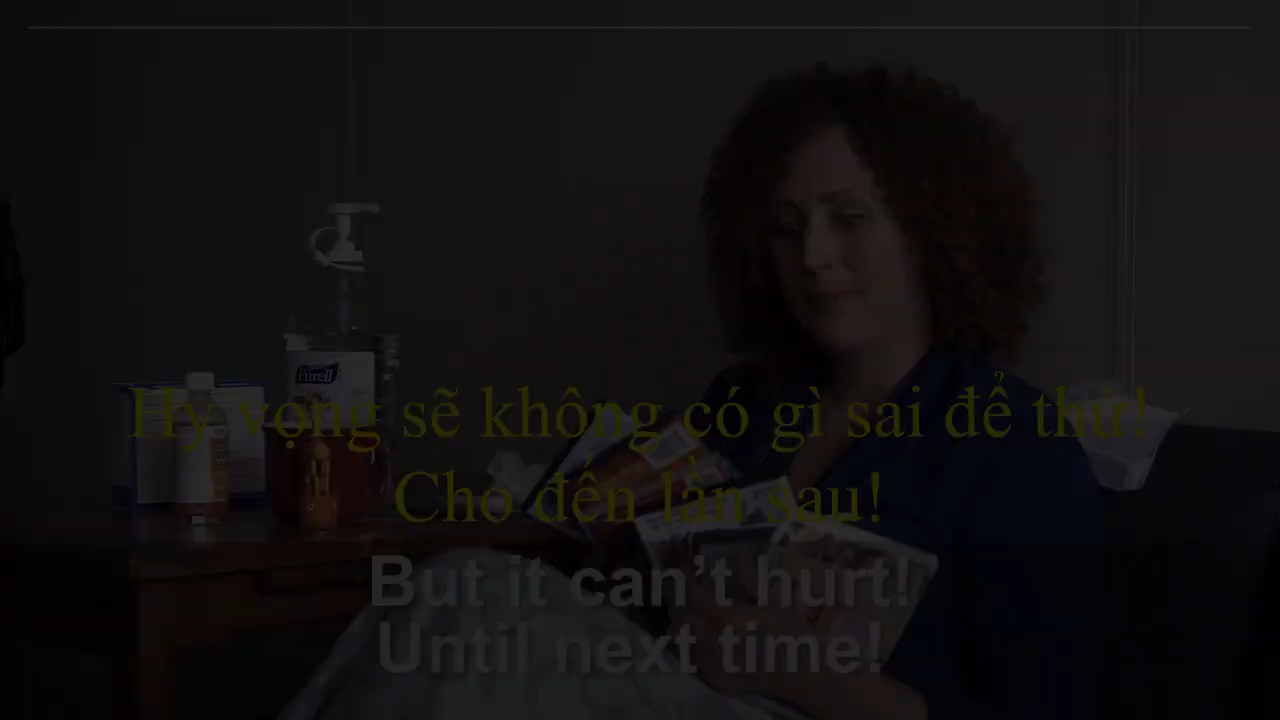 Purell
Hy vọng sẽ không có gì sai để thử!
Cho đến lần sau!
But it can't hurt!
Until next time!